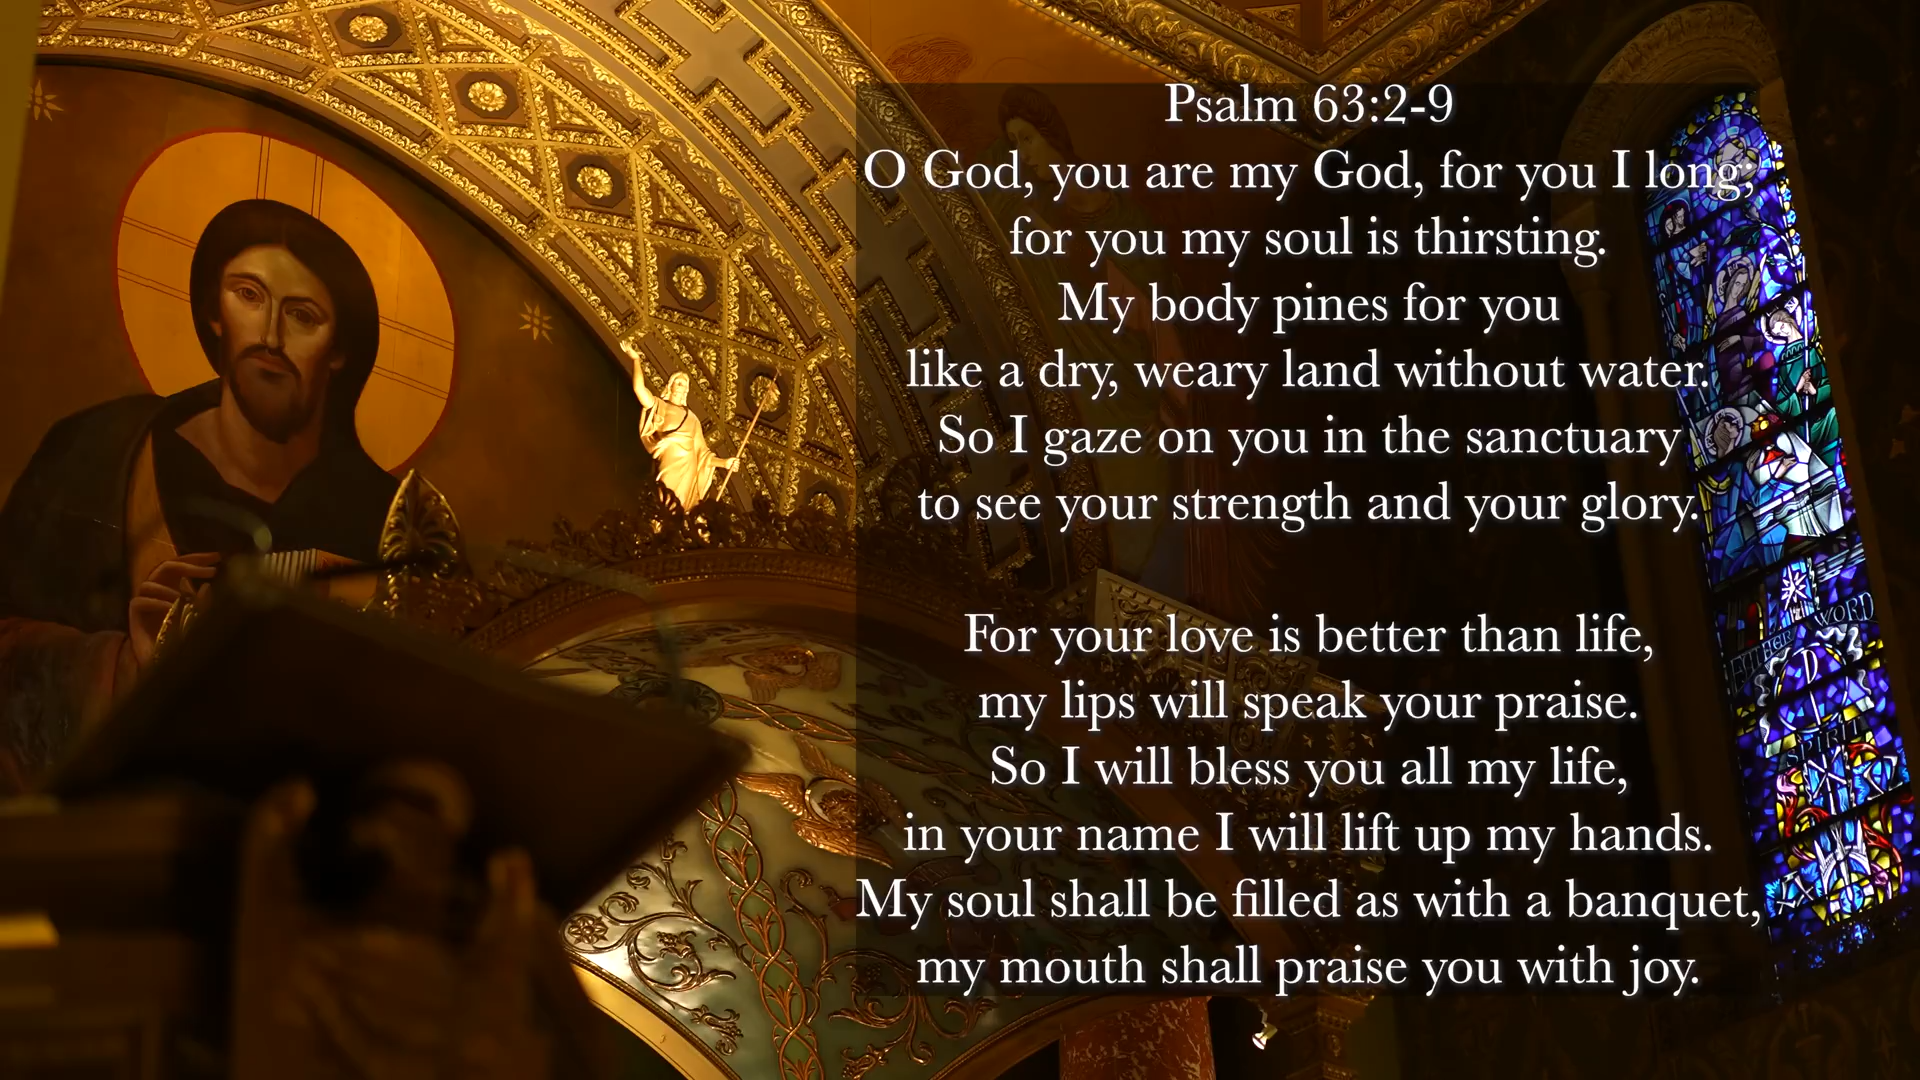 Psalm 63:2-9
O God, you are my God, for you I long;
for you my soul is thirsting.
My body pines for you
like a dry, weary land without water.
So I gaze on you in the sanctuary
to see your strength and your glory.
For your love is better than life,
my lips will speak your praise.
So I will bless you all my life,
in your name I will lift up my hands.
My soul shall be filled as with a banquet,
my mouth shall praise you with joy.
WORD
FATHER
SPIRIT